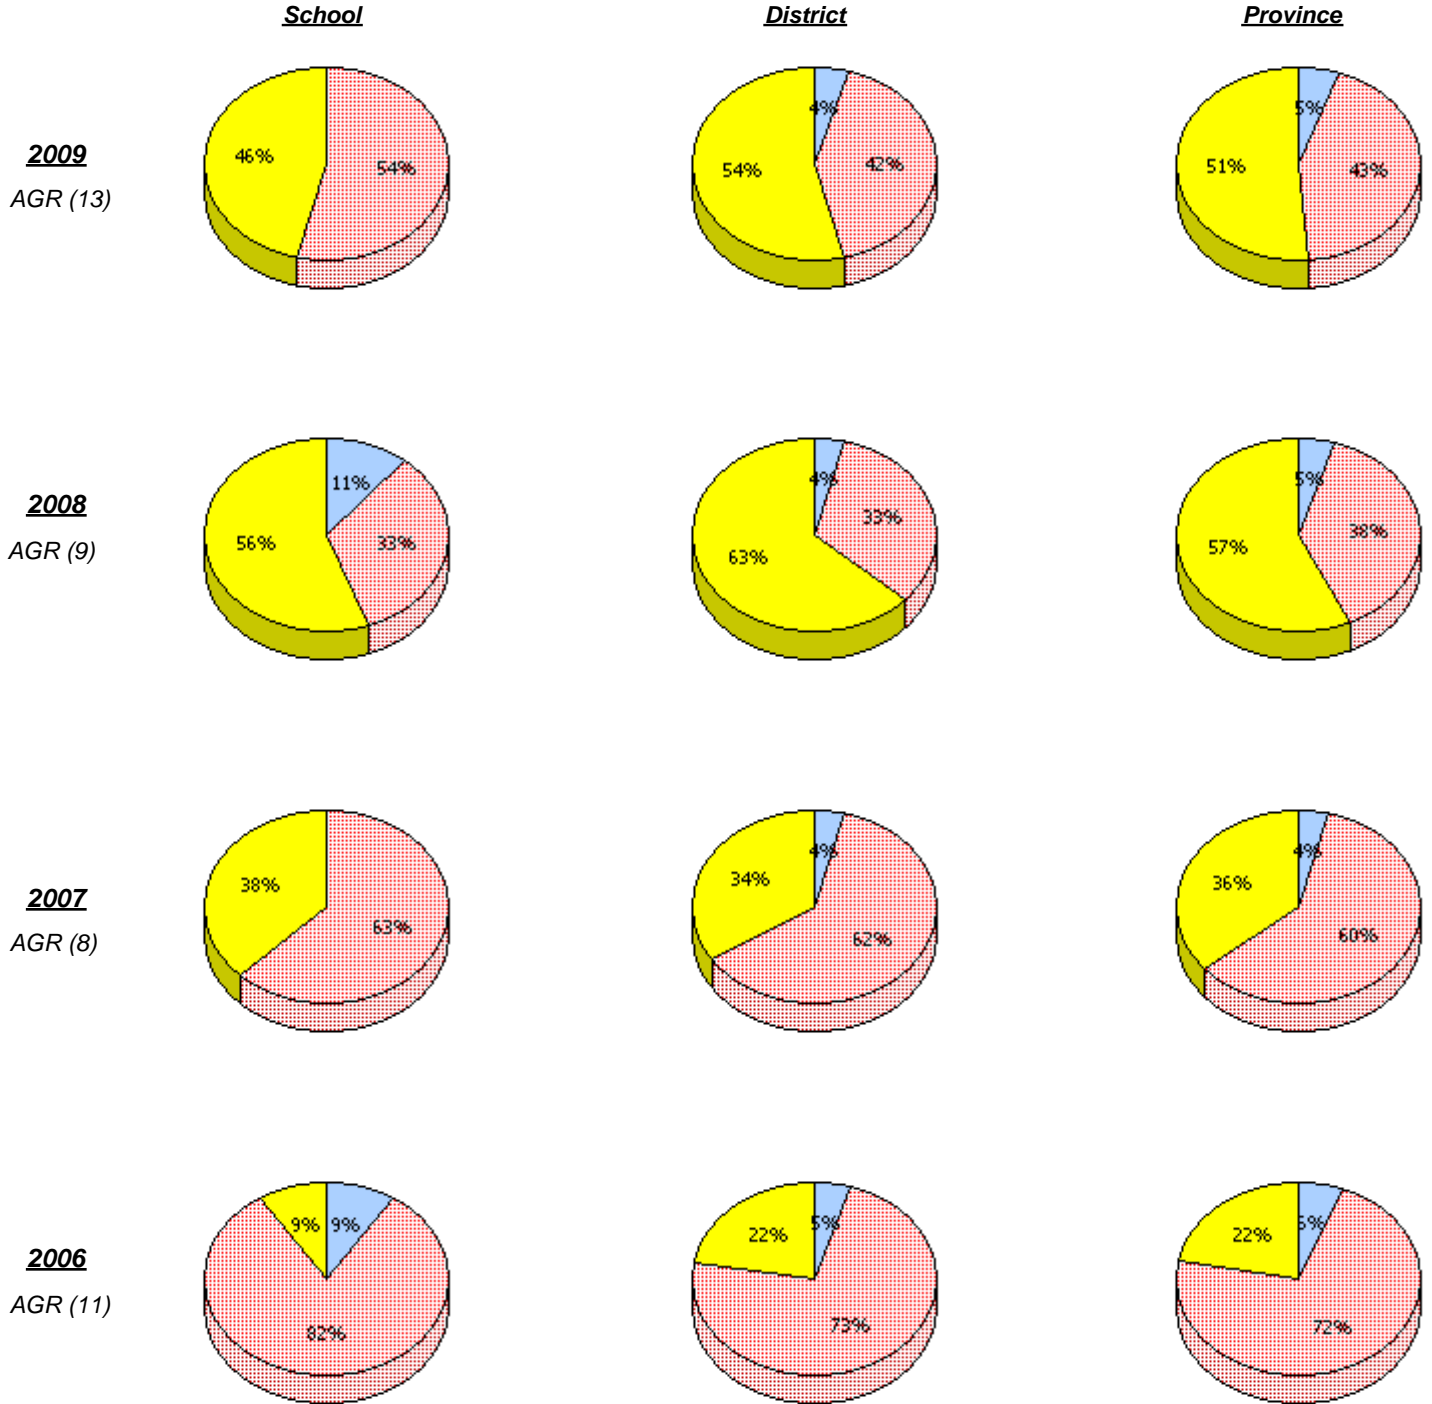 School District Province
2009
AGR (13)
46% 54%
54% 4% 42%
51% 5% 43%
2008
AGR (9)
56% 11% 33%
63% 4% 33%
57% 5% 38%
2007
AGR (8)
38% 63%
34% 4% 62%
36% 4% 60%
2006
AGR (11)
9% 9% 82%
22% 5% 73%
22% 72%